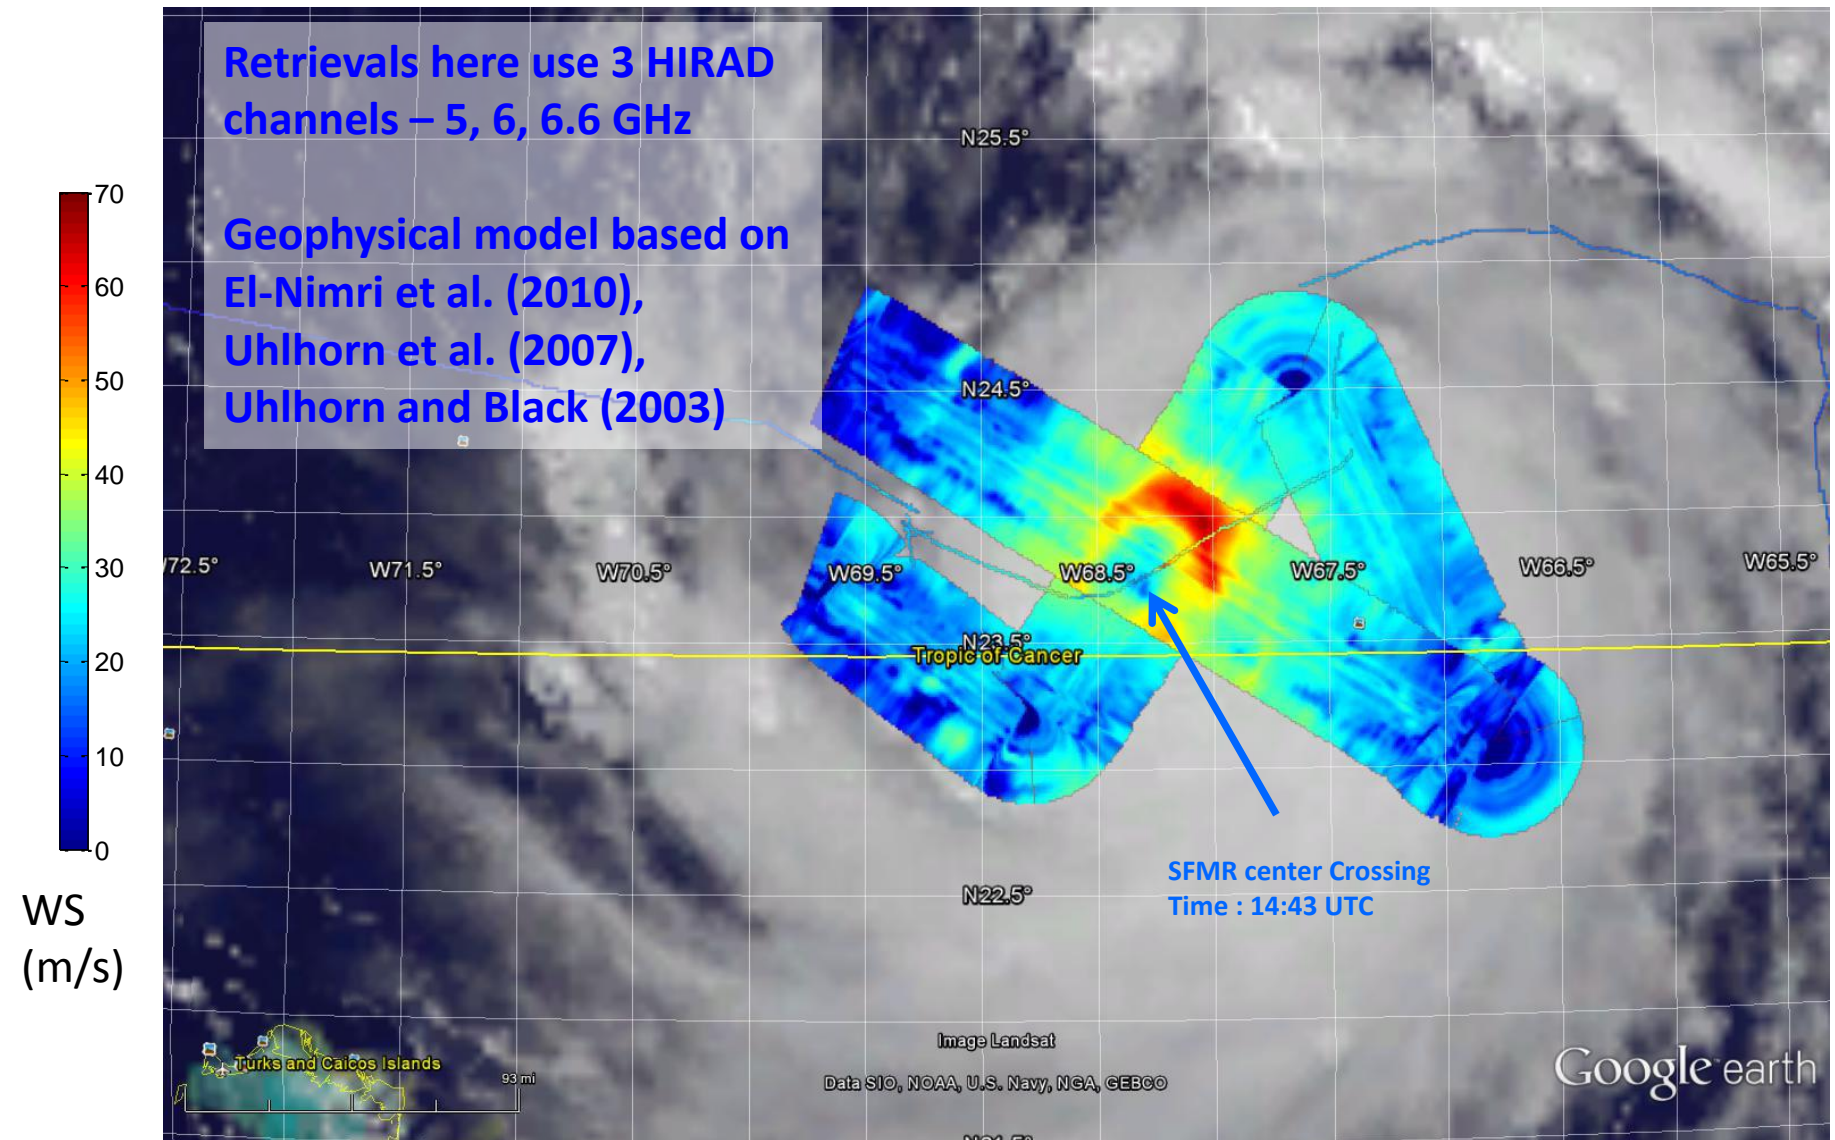 Retrievals here use 3 HIRAD
channels – 5, 6, 6.6 GHz
Geophysical model based on
El-Nimri et al. (2010),
Uhlhorn et al. (2007),
Uhlhorn and Black (2003)
70
60
50
40
30
20
10
0
WS
(m/s)
N25.5°
N24.5°
W72.5°
W71.5°
W70.5°
W69.5°
W68.5°
W67.5°
W66.5°
W65.5°
N23.5°
Tropic of Cancer
SFMR center Crossing
Time : 14:43 UTC
N22.5°
Image Landsat
Data SIO, NOAA, U.S. Navy, NGA, GEBCO
Turks and Caicos Islands
93 mi
Google earth